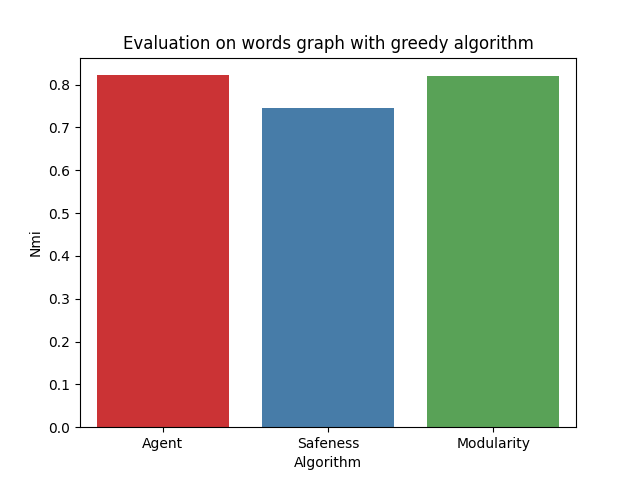 Evaluation on words graph with greedy algorithm
Nmi
0.8
0.7
0.6
0.5
0.4
0.3
0.2
0.1
0.0
Agent
Safeness
Modularity
Algorithm